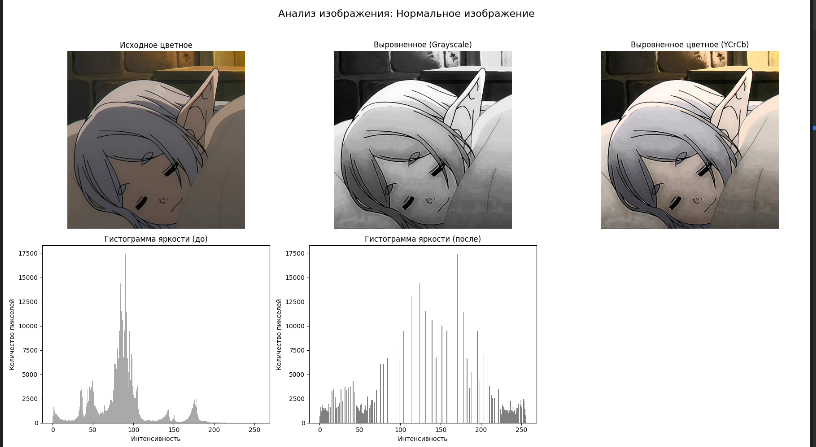 Анализ изображения: Нормальное изображение
Исходное цветное
Выровненное (Grayscale)
Выровненное цветное (YCrCb)
Гистограмма яркости (до)
Гистограмма яркости (после)
Количество пикселей
17500
15000
12500
10000
7500
5000
2500
0
0 50 100 150 200 250
Интенсивность
Количество пикселей
17500
15000
12500
10000
7500
5000
2500
0
0 50 100 150 200 250
Интенсивность